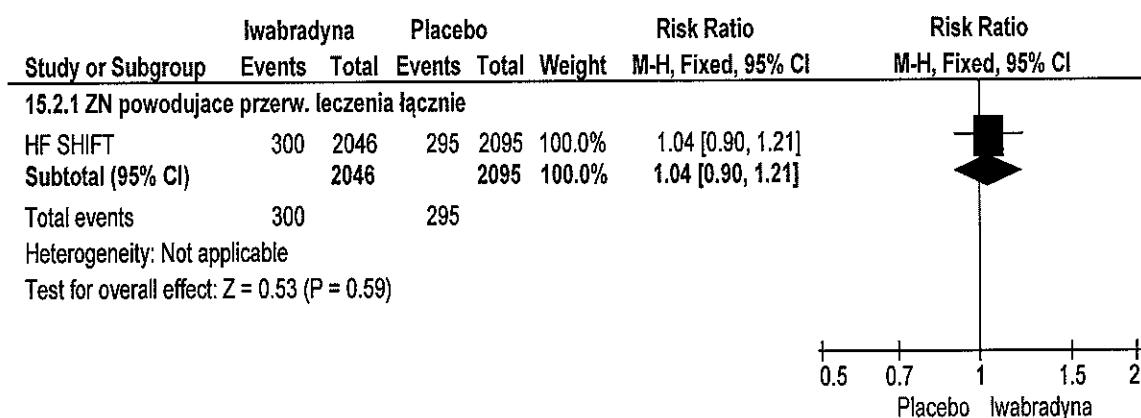 Iwabradyna Placebo Risk Ratio Risk Ratio
Study or Subgroup Events Total Events Total Weight M-H, Fixed, 95% CI M-H, Fixed, 95% CI
15.2.1 ZN powodujace przerw. leczenia łącznie
HF SHIFT 300 2046 295 2095 100.0% 1.04 [0.90, 1.21]
Subtotal (95% CI) 2046 2095 100.0% 1.04 [0.90, 1.21]
Total events 300 295
Heterogeneity: Not applicable
Test for overall effect: Z = 0.53 (P = 0.59)
0.5 0.7 1 1.5 2
Placebo Iwabradyna